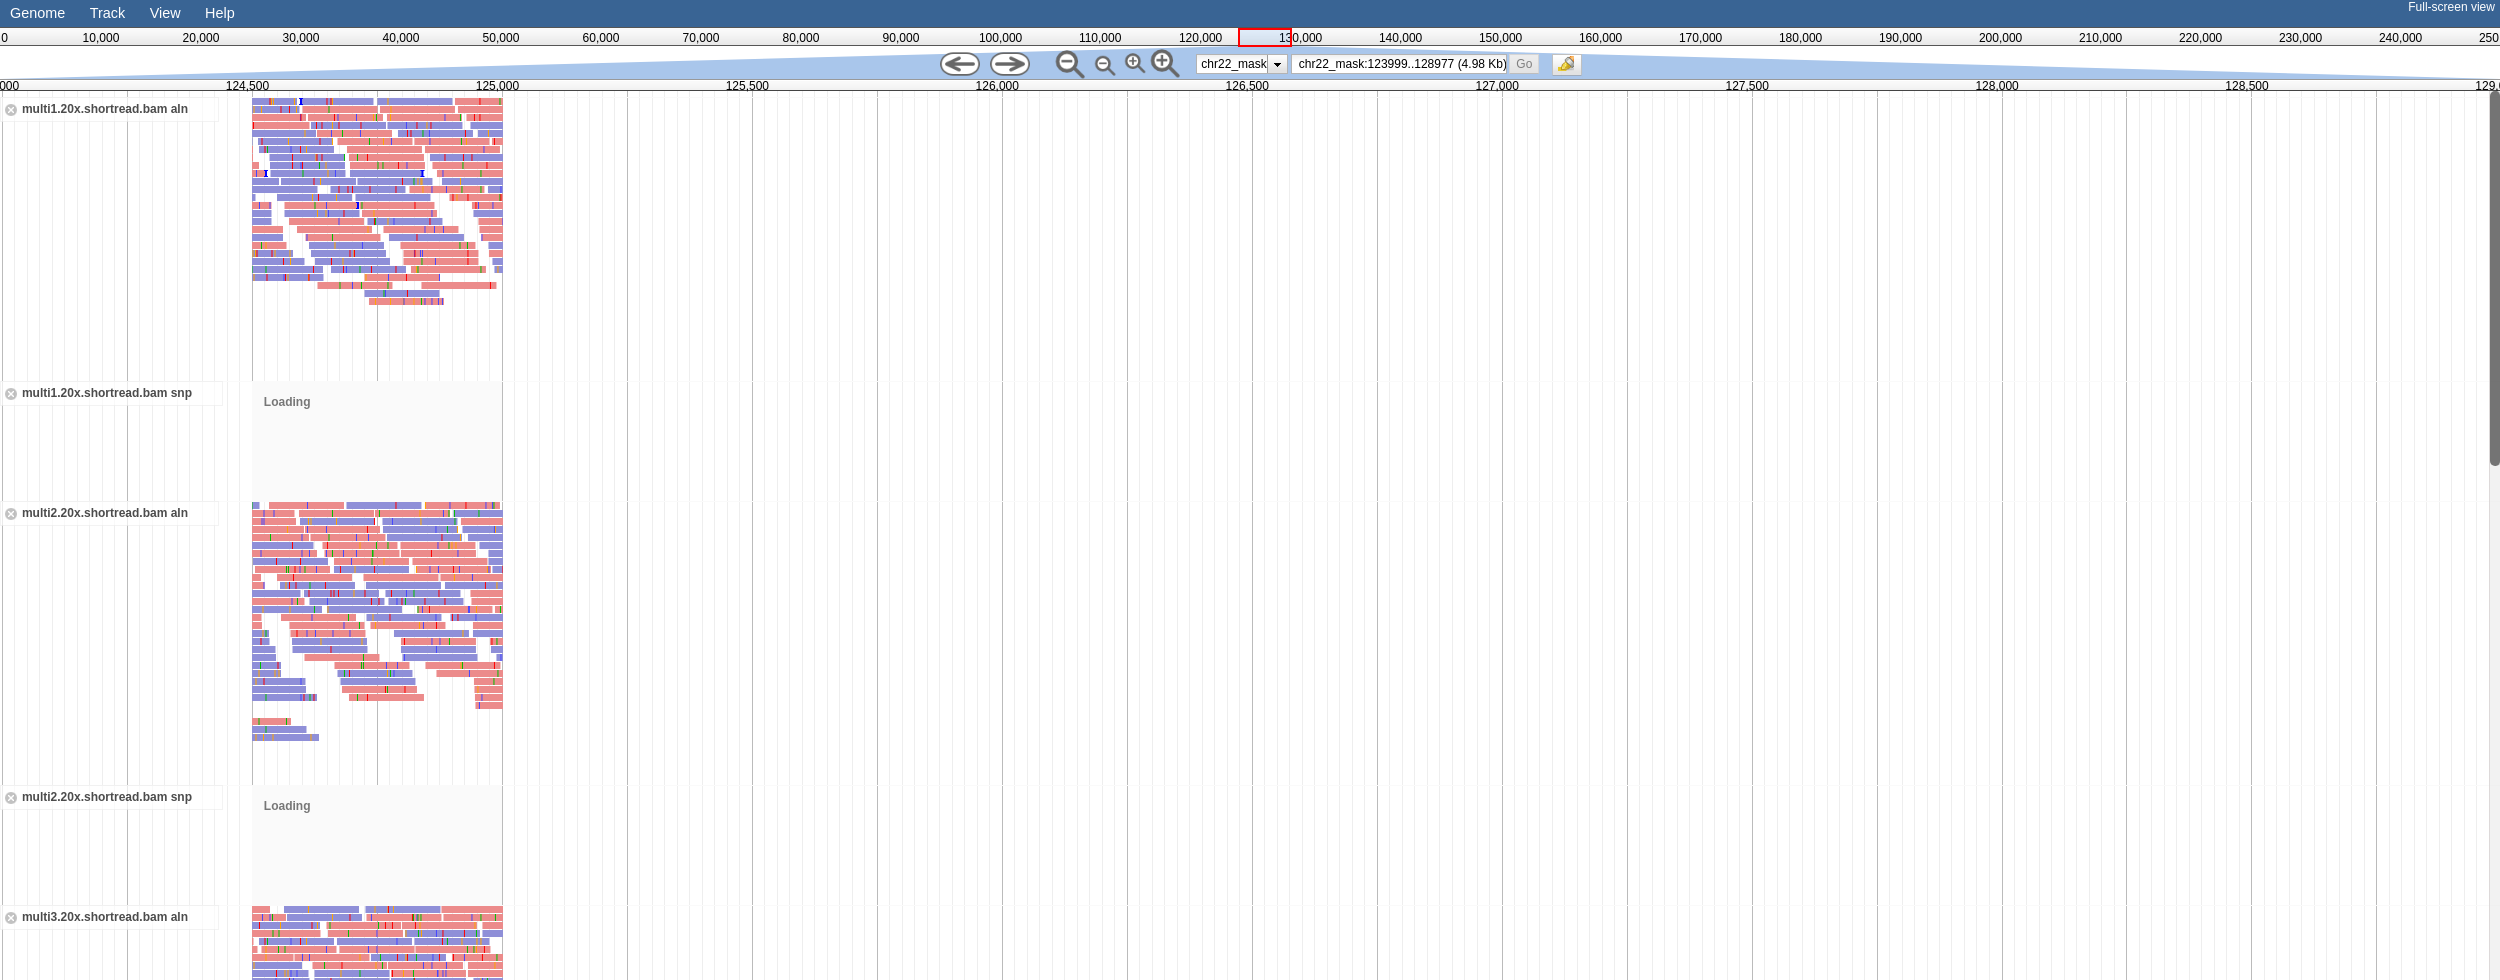 Genome Track View Help Full-screen view
0 10,000 20,000 30,000 40,000 50,000 60,000 70,000 80,000 90,000 100,000 110,000 120,000 130,000 140,000 150,000 160,000 170,000 180,000 190,000 200,000 210,000 220,000 230,000 240,000 250
chr22_mask chr22_mask:123999..128977 (4.98 Kb) Go
000 124,500 125,000 125,500 126,000 126,500 127,000 127,500 128,000 128,500 129,0
multi1.20x.shortread.bam aln
multi1.20x.shortread.bam snp
Loading
multi2.20x.shortread.bam aln
multi2.20x.shortread.bam snp
Loading
multi3.20x.shortread.bam aln